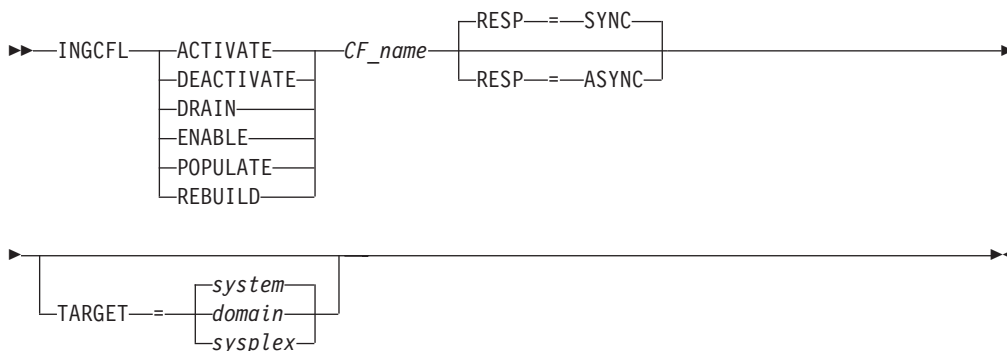 RESP = SYNC
INGCFL ACTIVATE CF_name
DEACTIVATE RESP = ASYNC
DRAIN
ENABLE
POPULATE
REBUILD
system
TARGET = domain
sysplex